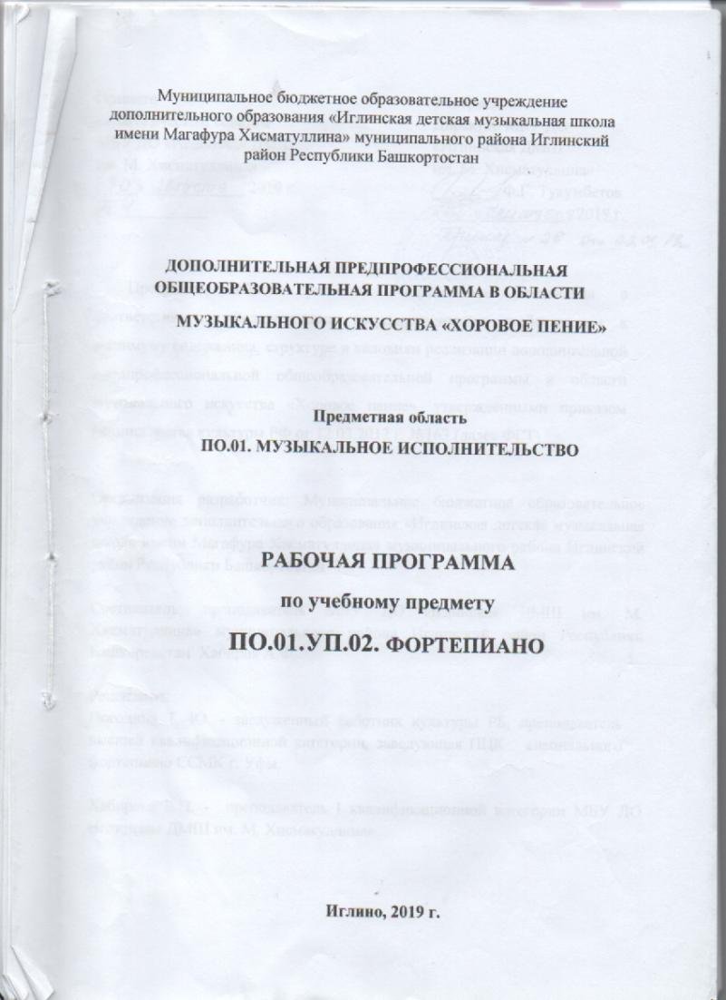 Муниципальное бюджетное образовательное учреждение
дополнительного образования «Иглинская детская музыкальная школа
имени Магафура Хисматуллина» муниципального района Иглинский
район Республики Башкортостан
ДОПОЛНИТЕЛЬНАЯ ПРЕДПРОФЕССИОНАЛЬНАЯ
ОБЩЕОБРАЗОВАТЕЛЬНАЯ ПРОГРАММА В ОБЛАСТИ
МУЗЫКАЛЬНОГО ИСКУССТВА «ХОРОВОЕ ПЕНИЕ»
Предметная область
ПО.01. МУЗЫКАЛЬНОЕ ИСПОЛНИТЕЛЬСТВО
РАБОЧАЯ ПРОГРАММА
по учебному предмету
ПО.01.УП.02. ФОРТЕПИАНО
Иглино, 2019 г.